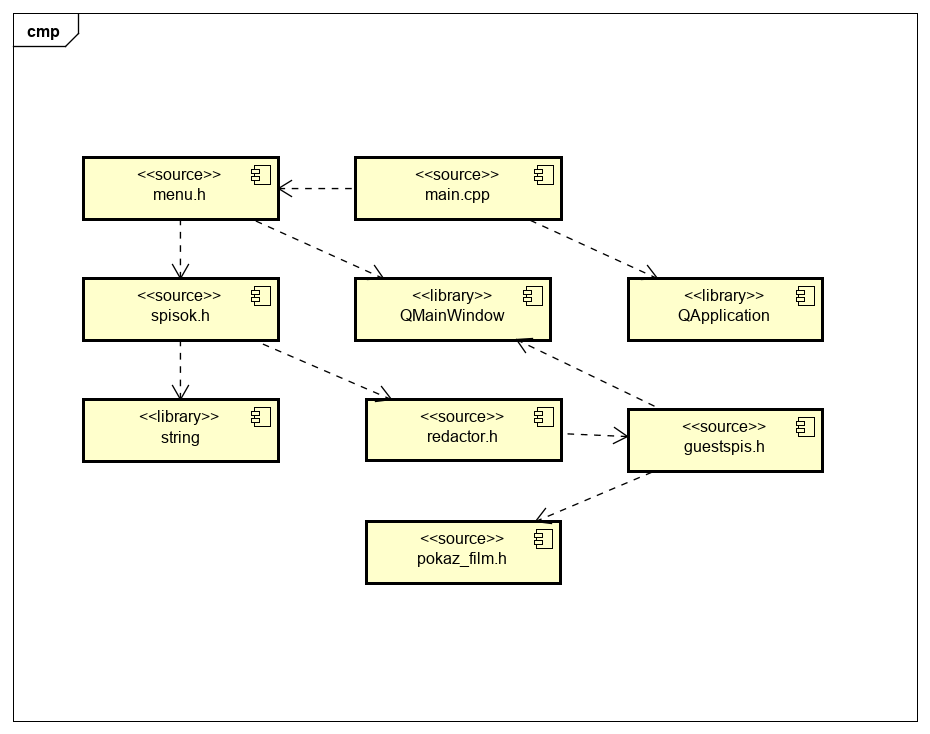 cmp
<<source>>
menu.h
<<source>>
main.cpp
<<source>>
spisok.h
<<library>>
QMainWindow
<<library>>
QApplication
<<library>>
string
<<source>>
redactor.h
<<source>>
guestspis.h
<<source>>
pokaz_film.h